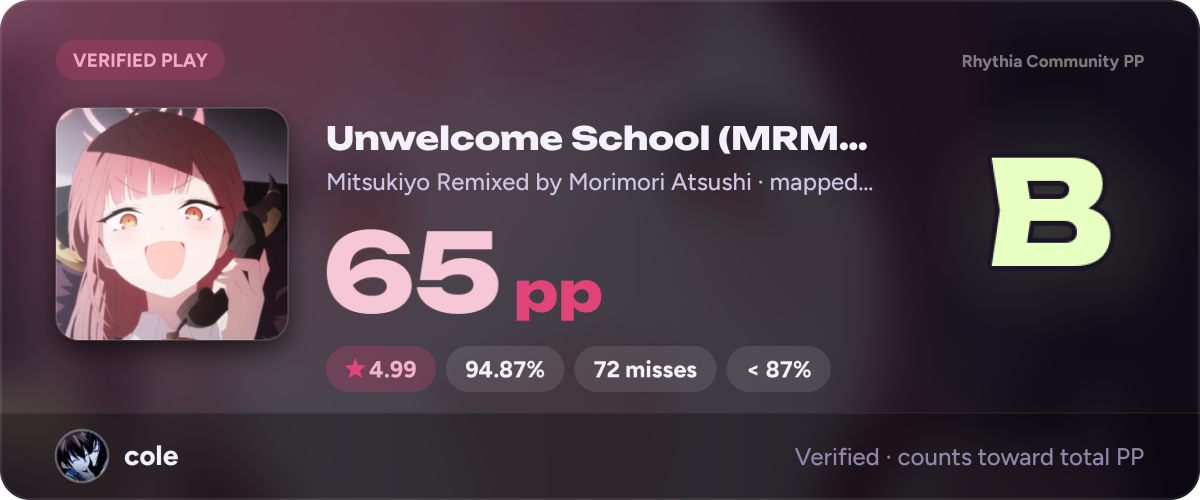 VERIFIED PLAY
Rhythia Community PP
Unwelcome School (MRM...
Mitsukiyo Remixed by Morimori Atsushi · mapped...
B
65 pp
★ 4.99
94.87%
72 misses
< 87%
cole
Verified · counts toward total PP